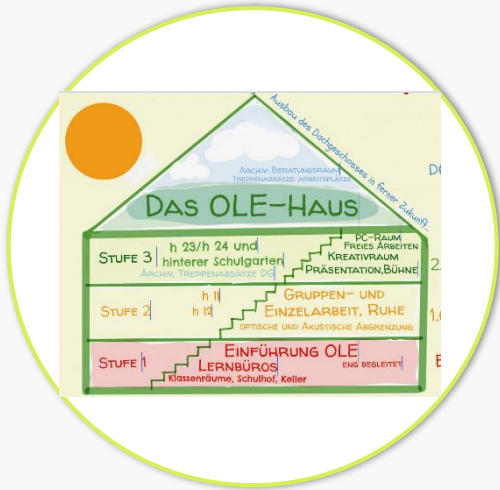 Ausbau des Dachgeschosses in ferner Zukunft...
Archiv: Beratungsraum
Treppenabsätze: Arbeitsplätze
Das OLE-Haus
Stufe 3
h 23/h 24 und
hinterer Schulgarten
Archiv, Treppenabsätze DG
PC-Raum
Freies Arbeiten
Kreativraum
Präsentation, Bühne
Stufe 2
h 11
h 12
Gruppen- und
Einzelarbeit, Ruhe
optische und Akustische Abgrenzung
Stufe 1
Einführung OLE
Lernbüros
eng begleitet
Klassenräume, Schulhof, Keller